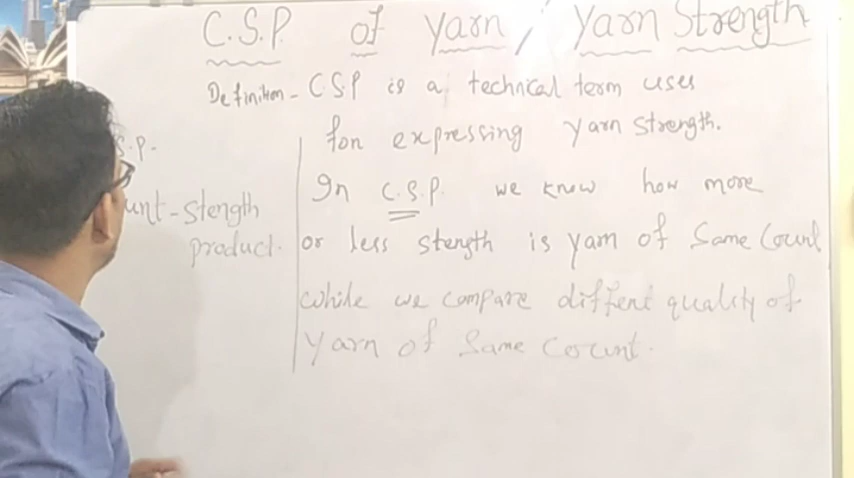 C.S.P. of Yarn / Yarn Strength
Definition - C.S.P is a technical term uses
for expressing Yarn Strength.
S.P.-
unt-stength
product.
In C.S.P. we know how more
or less stength is yarn of Same Count
while we compare diffent quality of
yarn of Same Count.